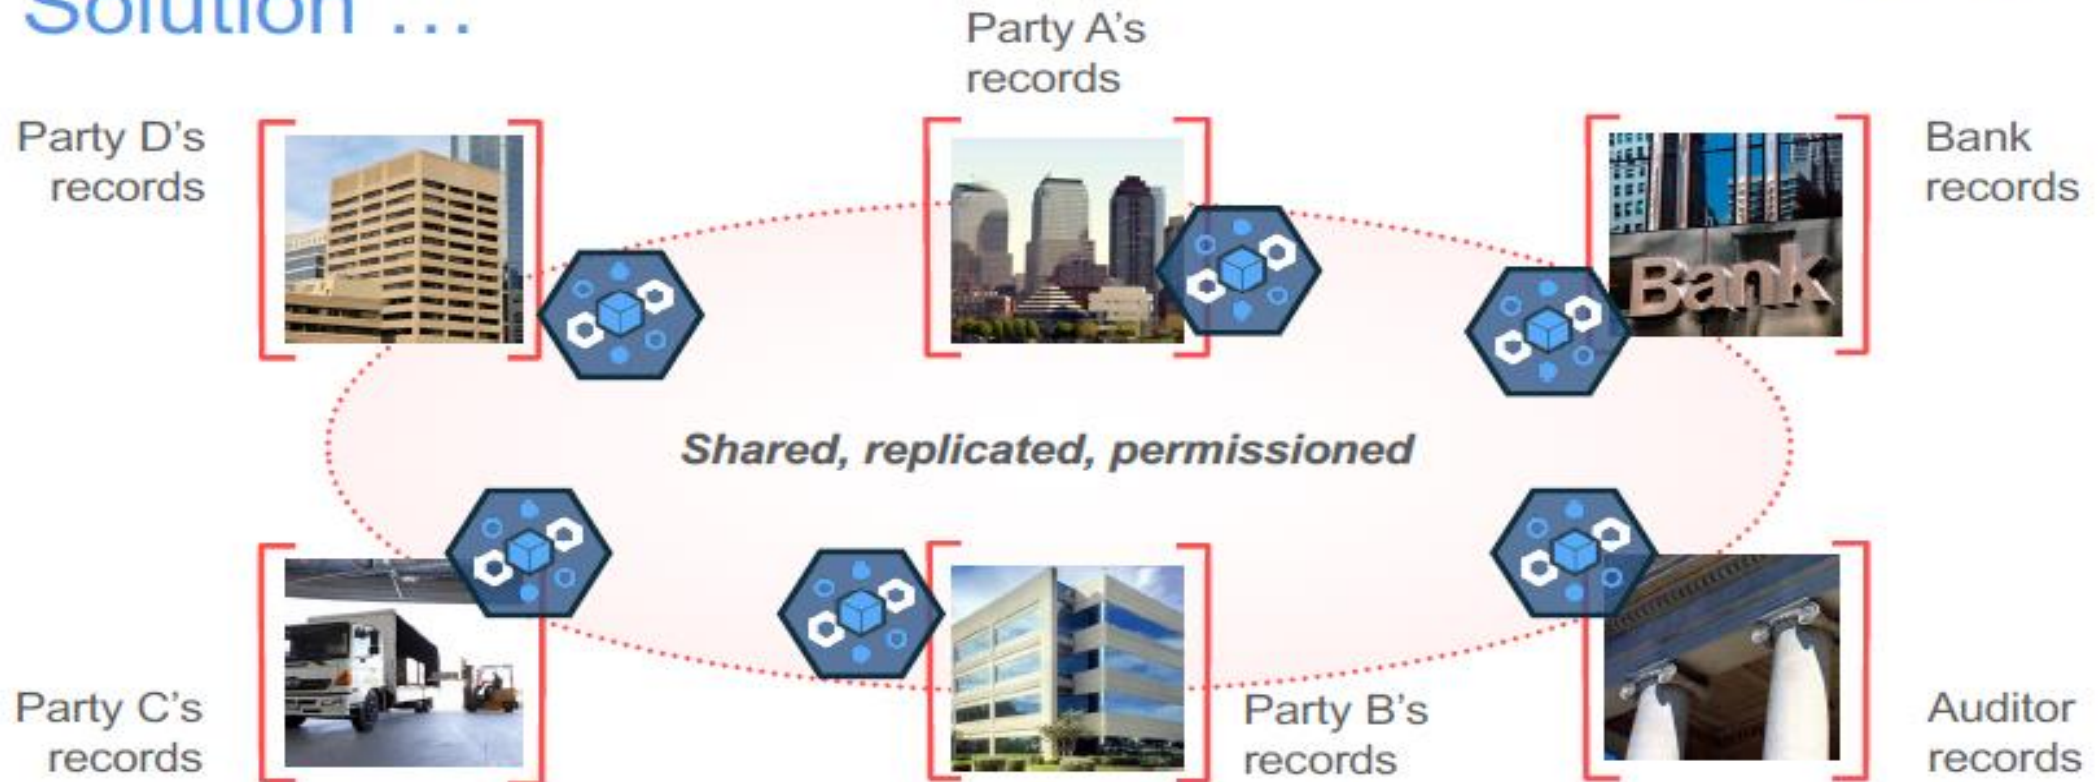 Solution ...
Party A's
records
Party D's
records
Bank
records
Bank
Shared, replicated, permissioned
Party C's
records
Party B's
records
Auditor
records